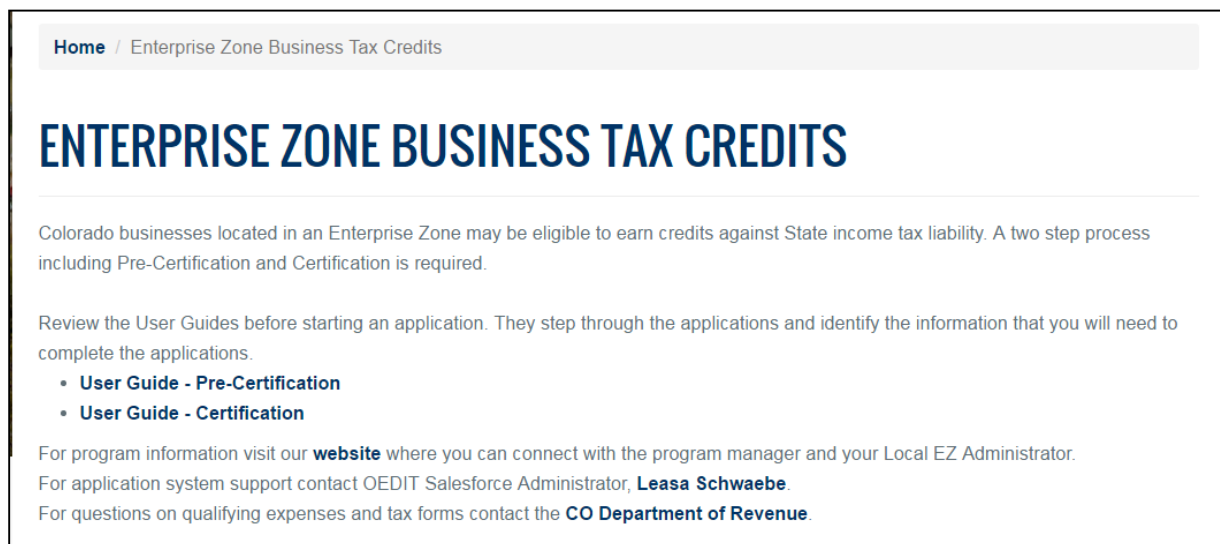 Home / Enterprise Zone Business Tax Credits
ENTERPRISE ZONE BUSINESS TAX CREDITS
Colorado businesses located in an Enterprise Zone may be eligible to earn credits against State income tax liability. A two step process
including Pre-Certification and Certification is required.
Review the User Guides before starting an application. They step through the applications and identify the information that you will need to
complete the applications.
• User Guide - Pre-Certification
• User Guide - Certification
For program information visit our website where you can connect with the program manager and your Local EZ Administrator.
For application system support contact OEDIT Salesforce Administrator, Leasa Schwaebe.
For questions on qualifying expenses and tax forms contact the CO Department of Revenue.